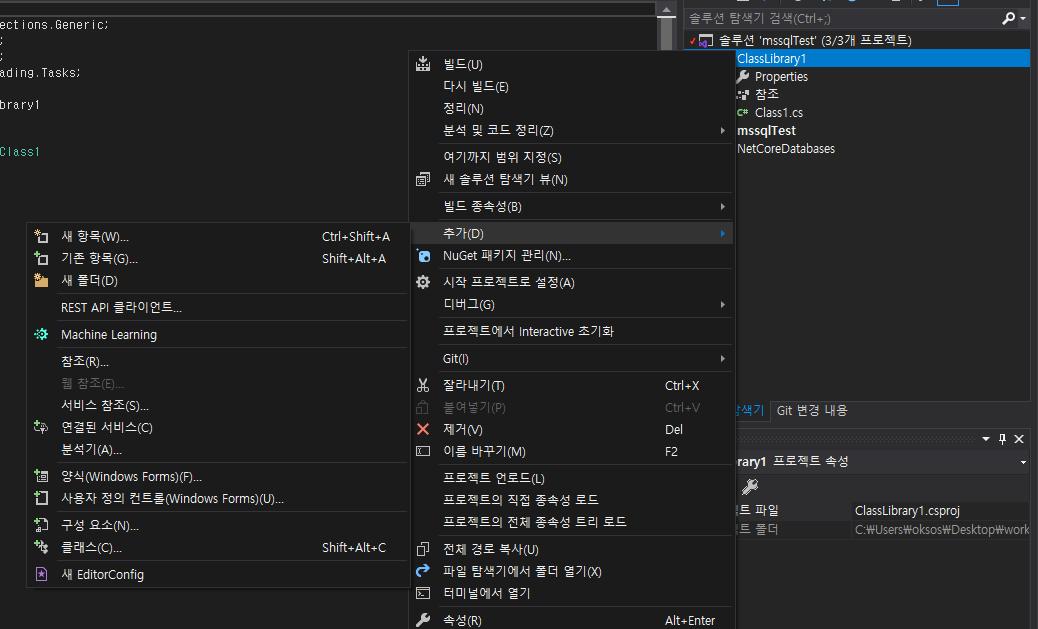 ections.Generic;
;
;
ading.Tasks;
brary1
Class1
솔루션 탐색기 검색(Ctrl+;)
솔루션 'mssqlTest' (3/3개 프로젝트)
ClassLibrary1
Properties
참조
C# Class1.cs
mssqlTest
NetCoreDatabases
빌드(U)
다시 빌드(E)
정리(N)
분석 및 코드 정리(Z)
여기까지 범위 지정(S)
새 솔루션 탐색기 뷰(N)
빌드 종속성(B)
추가(D)
NuGet 패키지 관리(N)...
시작 프로젝트로 설정(A)
디버그(G)
프로젝트에서 Interactive 초기화
Git(I)
잘라내기(T) Ctrl+X
붙여넣기(P) Ctrl+V
제거(V) Del
이름 바꾸기(M) F2
프로젝트 언로드(L)
프로젝트의 직접 종속성 로드
프로젝트의 전체 종속성 트리 로드
전체 경로 복사(U)
파일 탐색기에서 폴더 열기(X)
터미널에서 열기
속성(R) Alt+Enter
새 항목(W)... Ctrl+Shift+A
기존 항목(G)... Shift+Alt+A
새 폴더(D)
REST API 클라이언트...
Machine Learning
참조(R)...
웹 참조(E)...
서비스 참조(S)...
연결된 서비스(C)
분석기(A)...
양식(Windows Forms)(F)...
사용자 정의 컨트롤(Windows Forms)(U)...
구성 요소(N)...
클래스(C)... Shift+Alt+C
새 EditorConfig
탐색기 Git 변경 내용
rary1 프로젝트 속성
트 파일 ClassLibrary1.csproj
트 폴더 C:₩Users₩oksos₩Desktop₩work